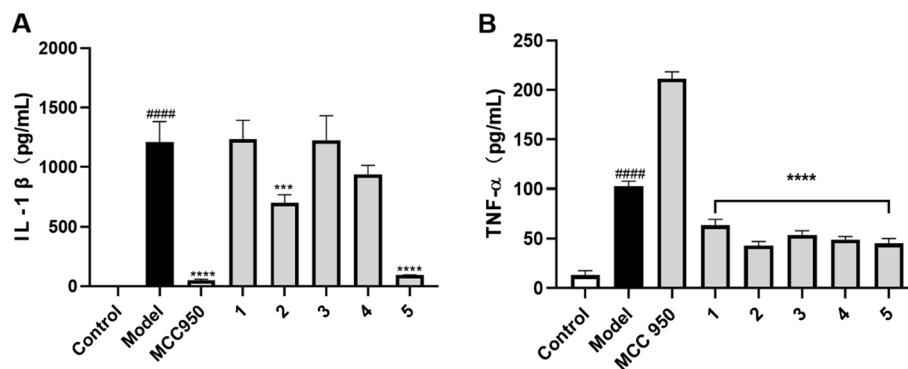 A
IL -1 β (pg/mL)
2000
1500
1000
500
0
####
****
***
****
Control
Model
MCC950
1
2
3
4
5
B
TNF-α (pg/mL)
250
200
150
100
50
0
####
****
Control
Model
MCC 950
1
2
3
4
5